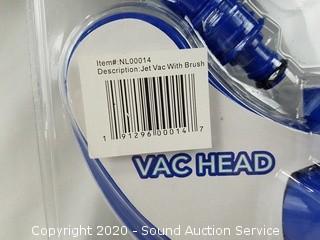 Item#:NL00014
Description:Jet Vac With Brush
1 91296 00014 7
VAC HEAD
Copyright 2020 - Sound Auction Service